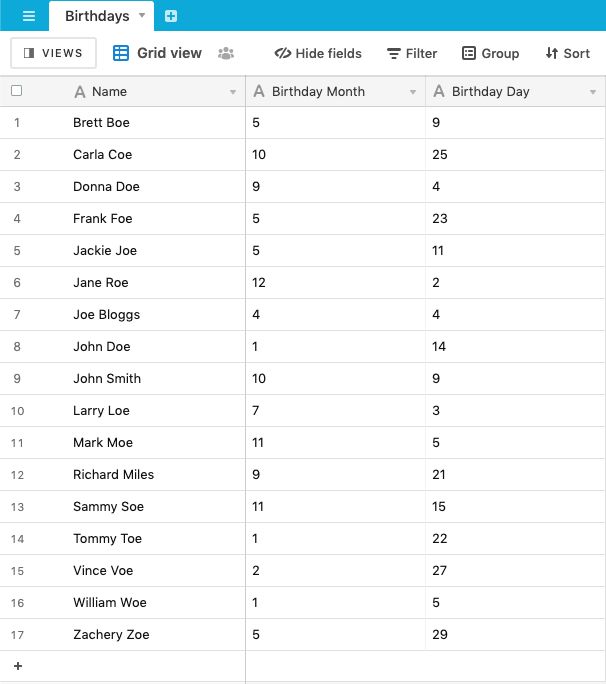 Birthdays
VIEWS Grid view Hide fields Filter Group Sort
A Name A Birthday Month A Birthday Day
1 Brett Boe 5 9
2 Carla Coe 10 25
3 Donna Doe 9 4
4 Frank Foe 5 23
5 Jackie Joe 5 11
6 Jane Roe 12 2
7 Joe Bloggs 4 4
8 John Doe 1 14
9 John Smith 10 9
10 Larry Loe 7 3
11 Mark Moe 11 5
12 Richard Miles 9 21
13 Sammy Soe 11 15
14 Tommy Toe 1 22
15 Vince Voe 2 27
16 William Woe 1 5
17 Zachery Zoe 5 29
+